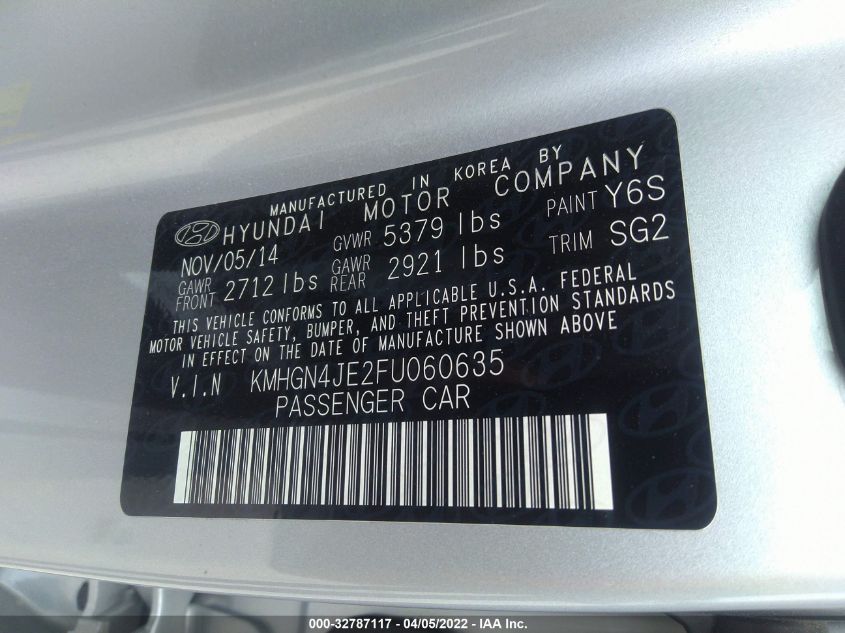 MANUFACTURED IN KOREA BY
HYUNDAI MOTOR COMPANY
NOV/05/14 GVWR 5379 lbs PAINT Y6S
GAWR FRONT 2712 lbs GAWR REAR 2921 lbs TRIM SG2
THIS VEHICLE CONFORMS TO ALL APPLICABLE U.S.A. FEDERAL
MOTOR VEHICLE SAFETY, BUMPER, AND THEFT PREVENTION STANDARDS
IN EFFECT ON THE DATE OF MANUFACTURE SHOWN ABOVE
V.I.N KMHGN4JE2FU060635
PASSENGER CAR
000-32787117 - 04/05/2022 - IAA Inc.